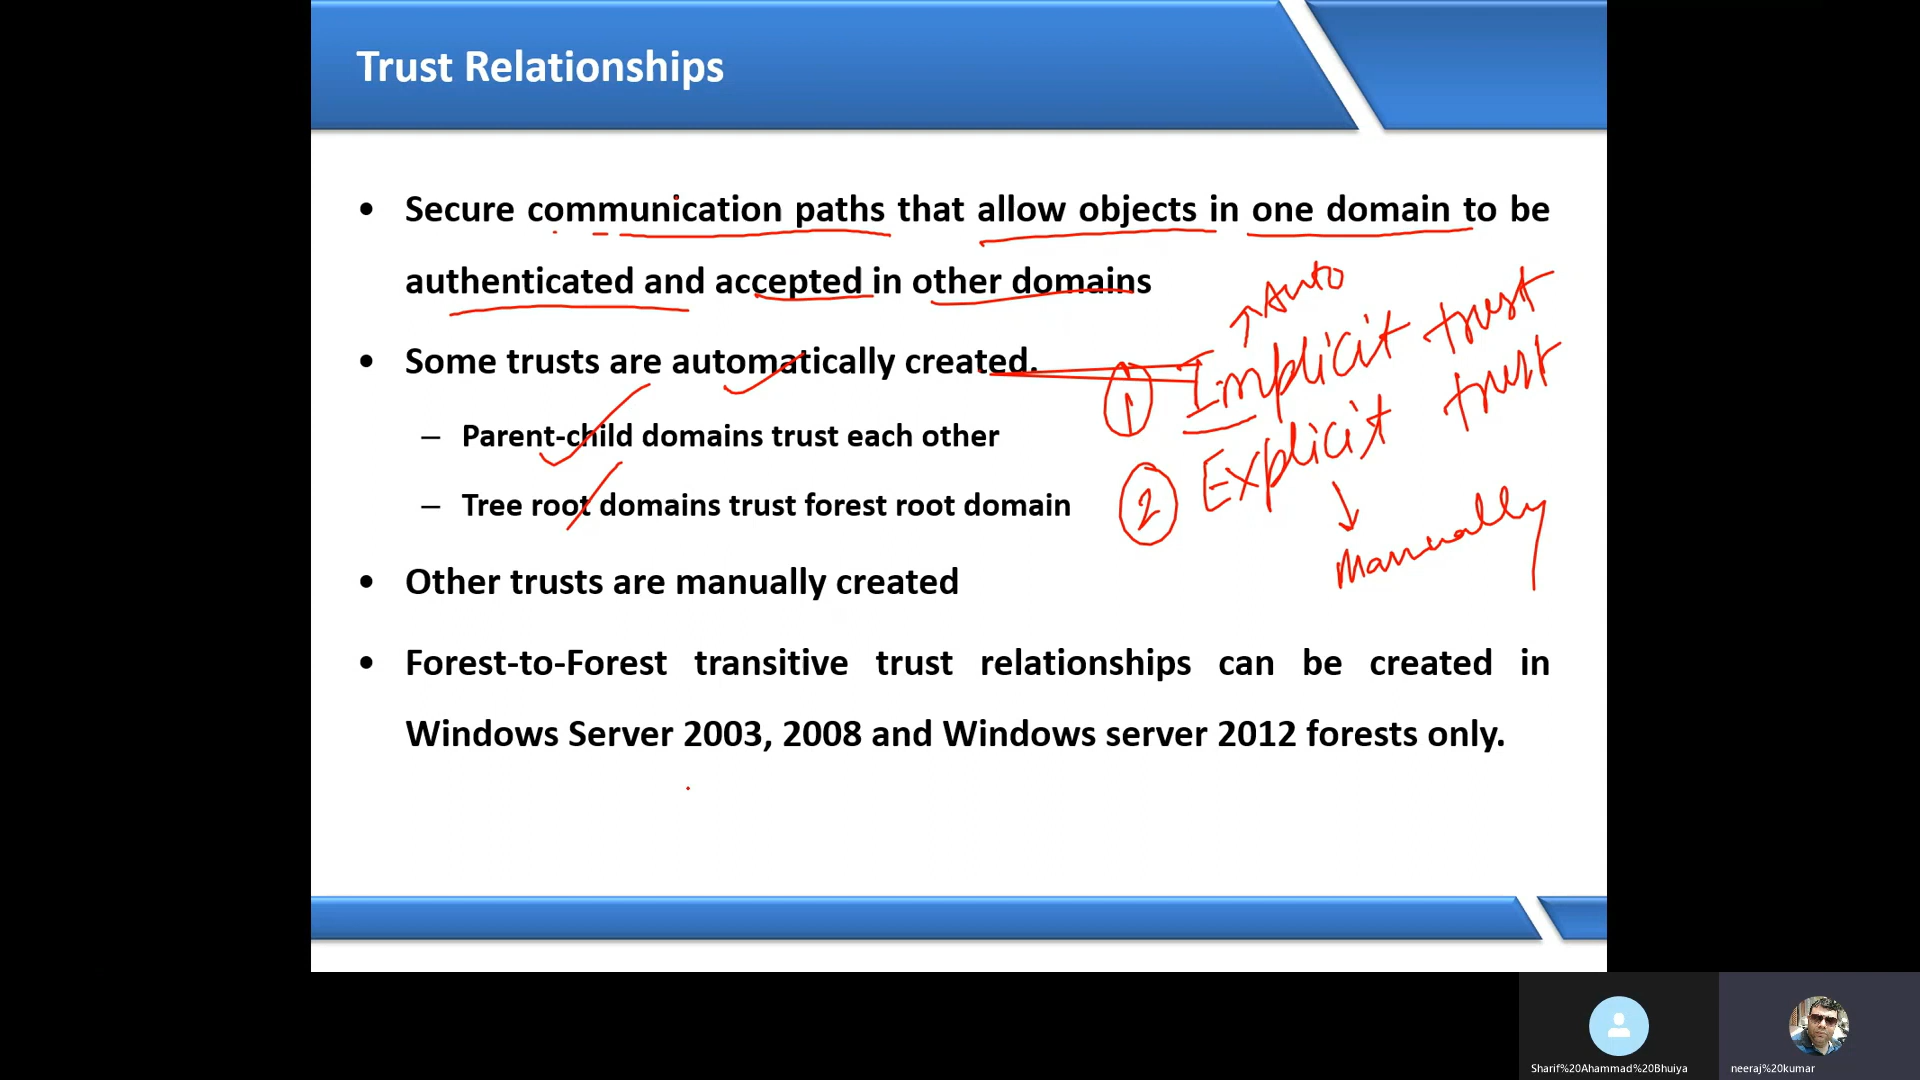 Trust Relationships
• Secure communication paths that allow objects in one domain to be
authenticated and accepted in other domains
Auto
• Some trusts are automatically created.
1 Implicit trust
– Parent-child domains trust each other
2 Explicit trust
– Tree root domains trust forest root domain
Manually
• Other trusts are manually created
• Forest-to-Forest transitive trust relationships can be created in
Windows Server 2003, 2008 and Windows server 2012 forests only.
Sharif%20Ahammad%20Bhuiya
neeraj%20kumar